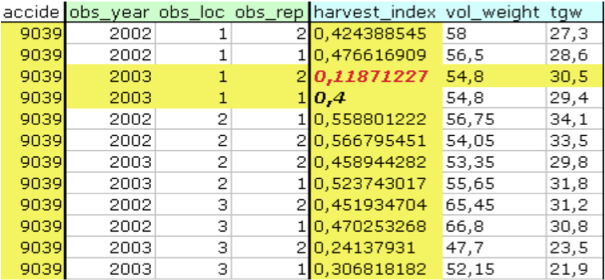 accide obs_year obs_loc obs_rep harvest_index vol_weight tgw
9039 2002 1 2 0,424388545 58 27,3
9039 2002 1 1 0,476616909 56,5 28,6
9039 2003 1 2 0,11871227 54,8 30,5
9039 2003 1 1 0,4 54,8 29,4
9039 2002 2 1 0,558801222 56,75 34,1
9039 2002 2 2 0,566795451 54,05 33,5
9039 2003 2 2 0,458944282 53,35 29,8
9039 2003 2 1 0,523743017 55,65 31,8
9039 2002 3 2 0,451934704 65,45 31,2
9039 2002 3 1 0,470253268 66,8 30,8
9039 2003 3 2 0,24137931 47,7 23,5
9039 2003 3 1 0,306818182 52,15 21,9